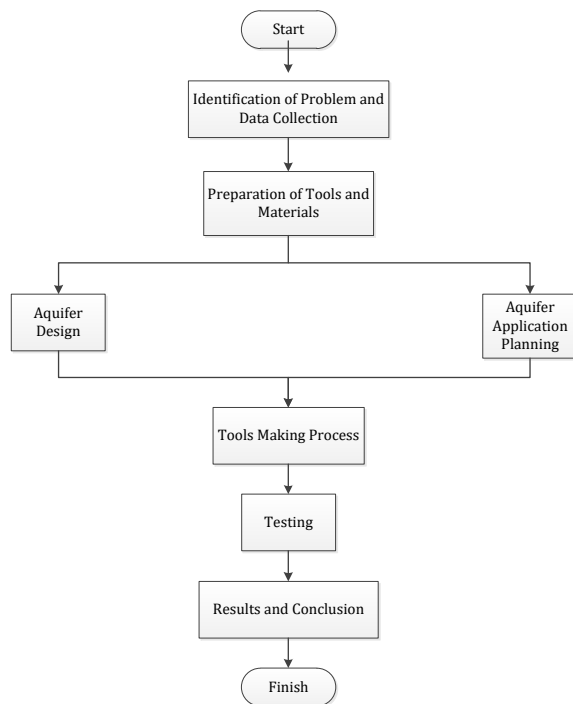 Start
Identification of Problem and
Data Collection
Preparation of Tools and
Materials
Aquifer
Design
Aquifer
Application
Planning
Tools Making Process
Testing
Results and Conclusion
Finish